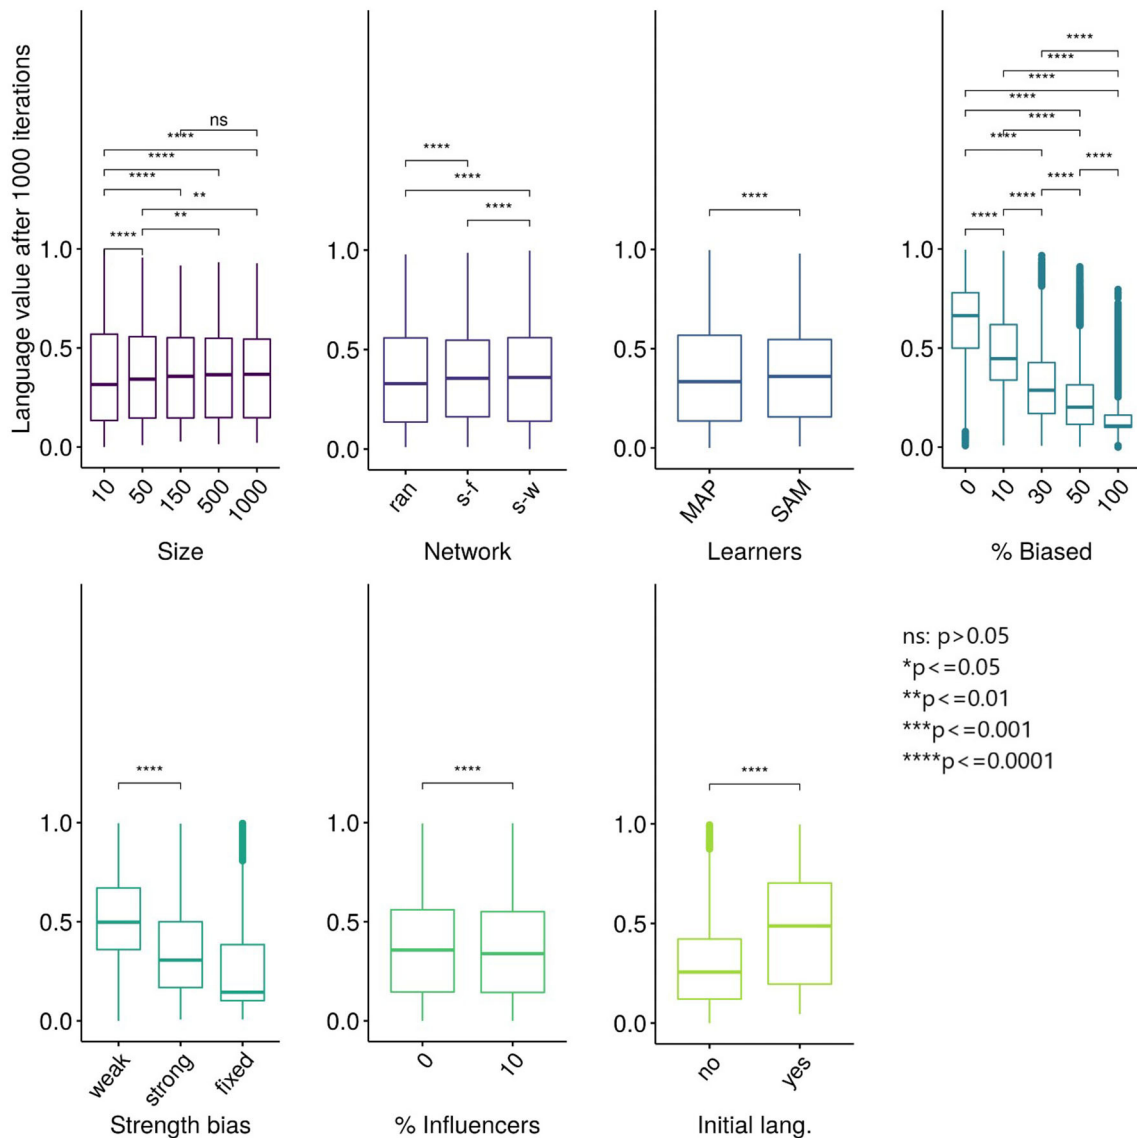 Language value after 1000 iterations
ns
****
****
****
**
**
****
1.0
0.5
0.0
10 50 150 500 1000
Size
****
****
****
1.0
0.5
0.0
ran s-f s-w
Network
****
1.0
0.5
0.0
MAP SAM
Learners
****
****
****
****
****
****
****
****
****
****
1.0
0.5
0.0
0 10 30 50 100
% Biased
****
1.0
0.5
0.0
weak strong fixed
Strength bias
****
1.0
0.5
0.0
0 10
% Influencers
****
1.0
0.5
0.0
no yes
Initial lang.
ns: p>0.05
*p<=0.05
**p<=0.01
***p<=0.001
****p<=0.0001